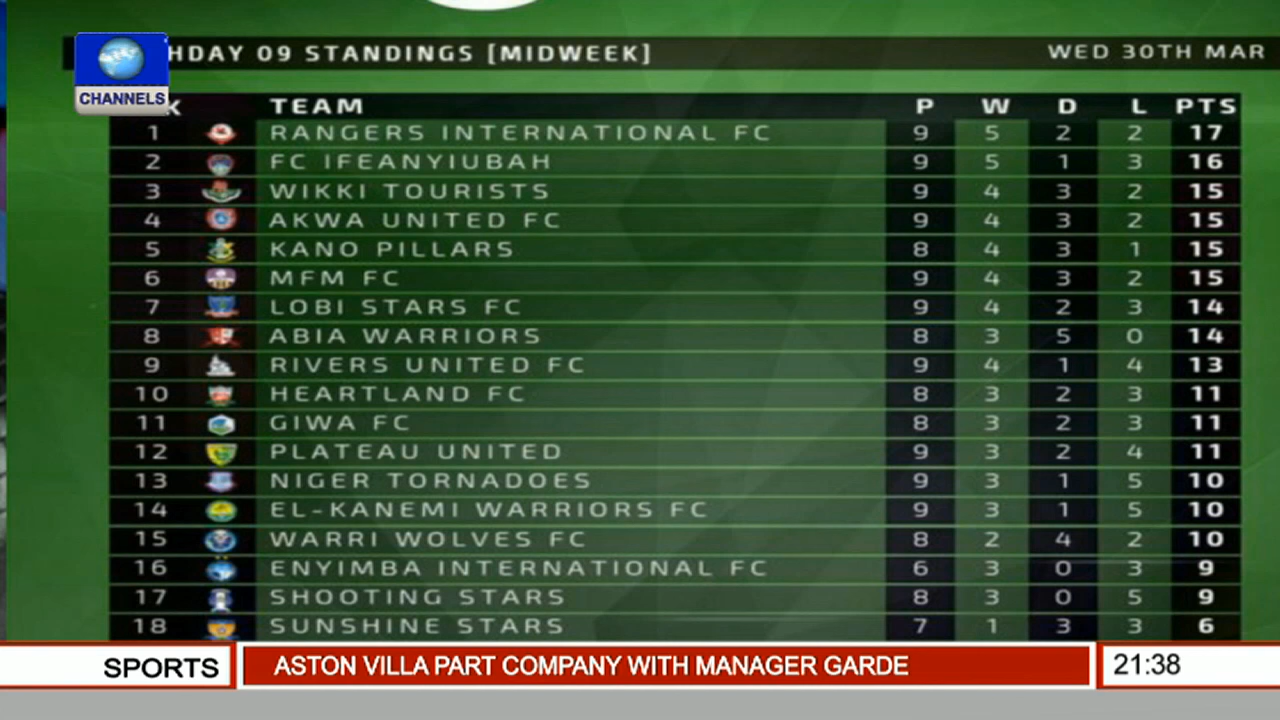 HDAY 09 STANDINGS [MIDWEEK] WED 30TH MAR
CHANNELS
K TEAM P W D L PTS
1 RANGERS INTERNATIONAL FC 9 5 2 2 17
2 FC IFEANYIUBAH 9 5 1 3 16
3 WIKKI TOURISTS 9 4 3 2 15
4 AKWA UNITED FC 9 4 3 2 15
5 KANO PILLARS 8 4 3 1 15
6 MFM FC 9 4 3 2 15
7 LOBI STARS FC 9 4 2 3 14
8 ABIA WARRIORS 8 3 5 0 14
9 RIVERS UNITED FC 9 4 1 4 13
10 HEARTLAND FC 8 3 2 3 11
11 GIWA FC 8 3 2 3 11
12 PLATEAU UNITED 9 3 2 4 11
13 NIGER TORNADOES 9 3 1 5 10
14 EL-KANEMI WARRIORS FC 9 3 1 5 10
15 WARRI WOLVES FC 8 2 4 2 10
16 ENYIMBA INTERNATIONAL FC 6 3 0 3 9
17 SHOOTING STARS 8 3 0 5 9
18 SUNSHINE STARS 7 1 3 3 6
SPORTS ASTON VILLA PART COMPANY WITH MANAGER GARDE 21:38